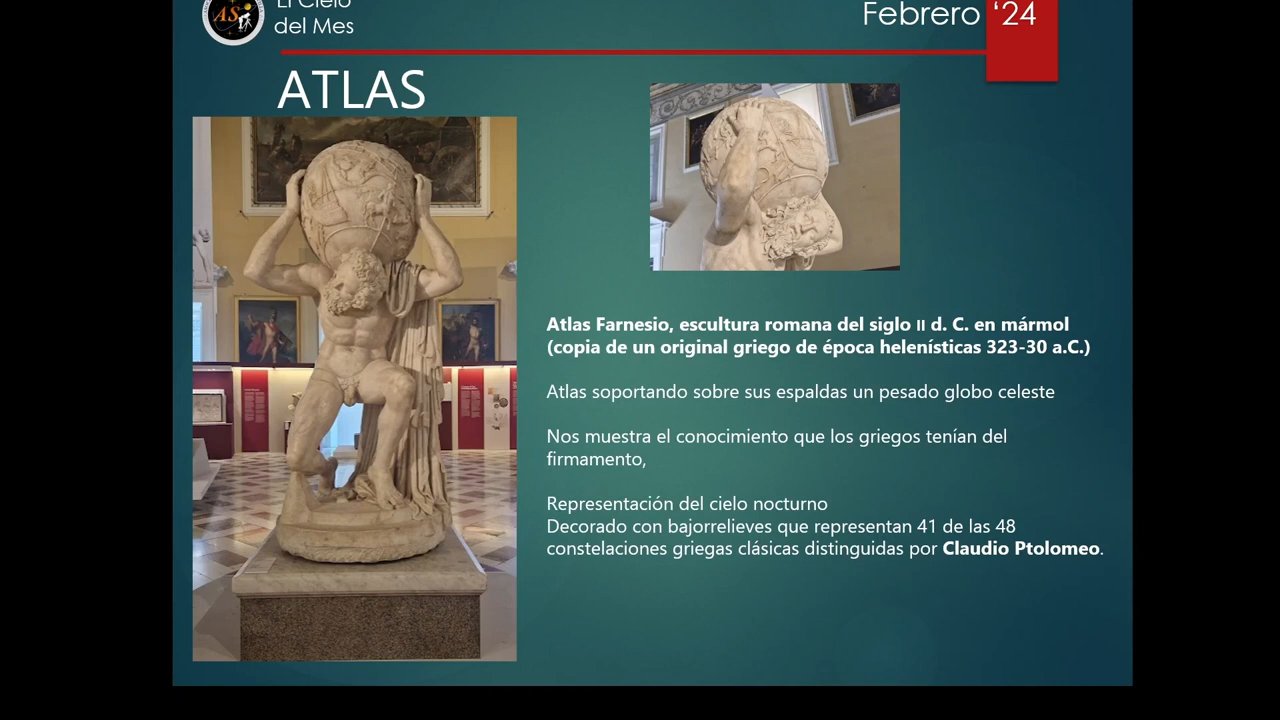 AS
El Cielo
del Mes
Febrero ‘24
ATLAS
Atlas Farnesio, escultura romana del siglo II d. C. en mármol
(copia de un original griego de época helenísticas 323-30 a.C.)
Atlas soportando sobre sus espaldas un pesado globo celeste
Nos muestra el conocimiento que los griegos tenían del
firmamento,
Representación del cielo nocturno
Decorado con bajorrelieves que representan 41 de las 48
constelaciones griegas clásicas distinguidas por Claudio Ptolomeo.